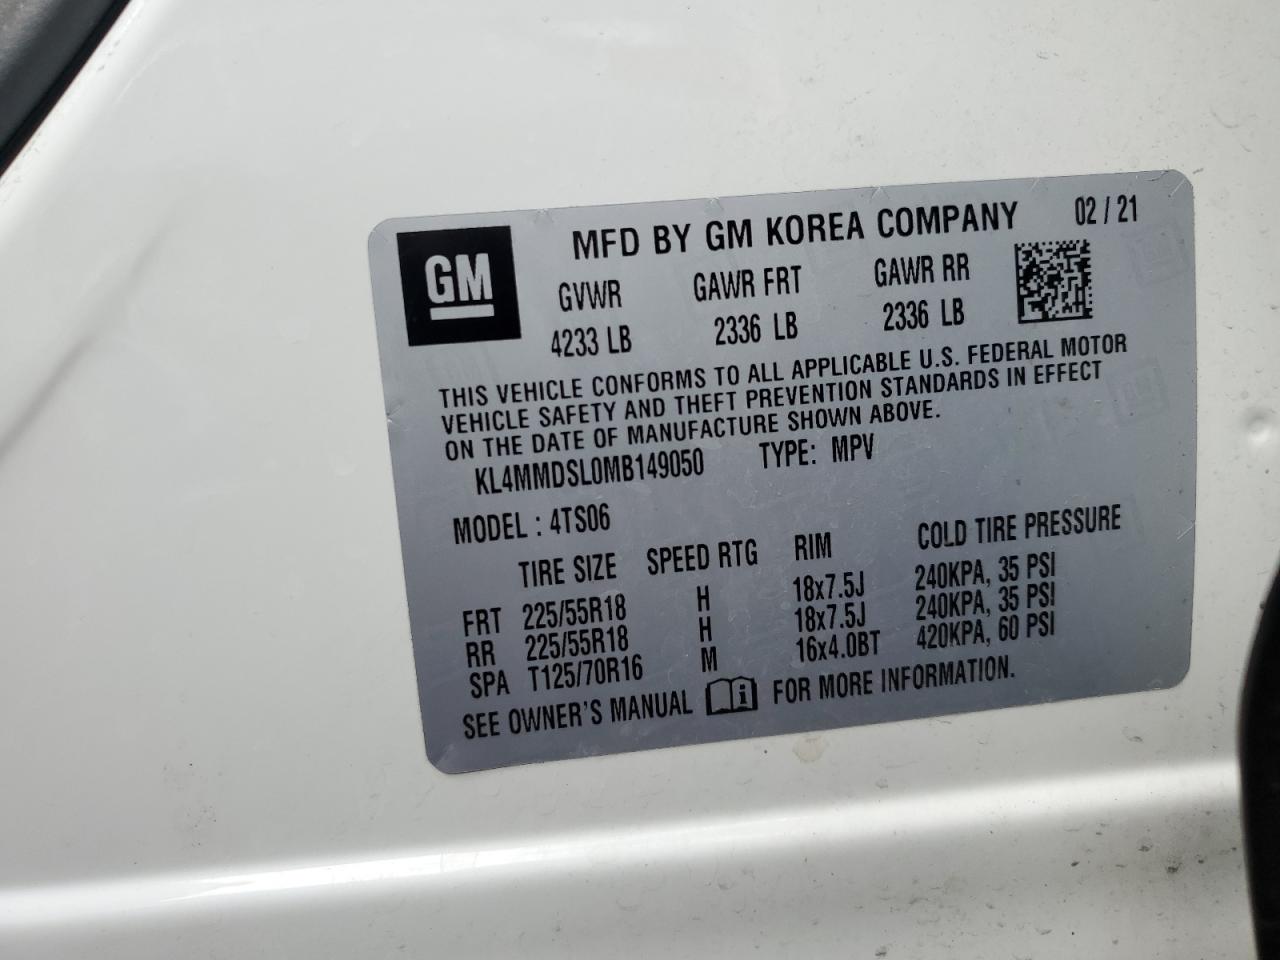 GM
MFD BY GM KOREA COMPANY 02 / 21
GVWR GAWR FRT GAWR RR
4233 LB 2336 LB 2336 LB
THIS VEHICLE CONFORMS TO ALL APPLICABLE U.S. FEDERAL MOTOR
VEHICLE SAFETY AND THEFT PREVENTION STANDARDS IN EFFECT
ON THE DATE OF MANUFACTURE SHOWN ABOVE.
KL4MMDSL0MB149050 TYPE: MPV
MODEL : 4TS06
TIRE SIZE SPEED RTG RIM COLD TIRE PRESSURE
FRT 225/55R18 H 18x7.5J 240KPA, 35 PSI
RR 225/55R18 H 18x7.5J 240KPA, 35 PSI
SPA T125/70R16 M 16x4.0BT 420KPA, 60 PSI
SEE OWNER'S MANUAL i FOR MORE INFORMATION.